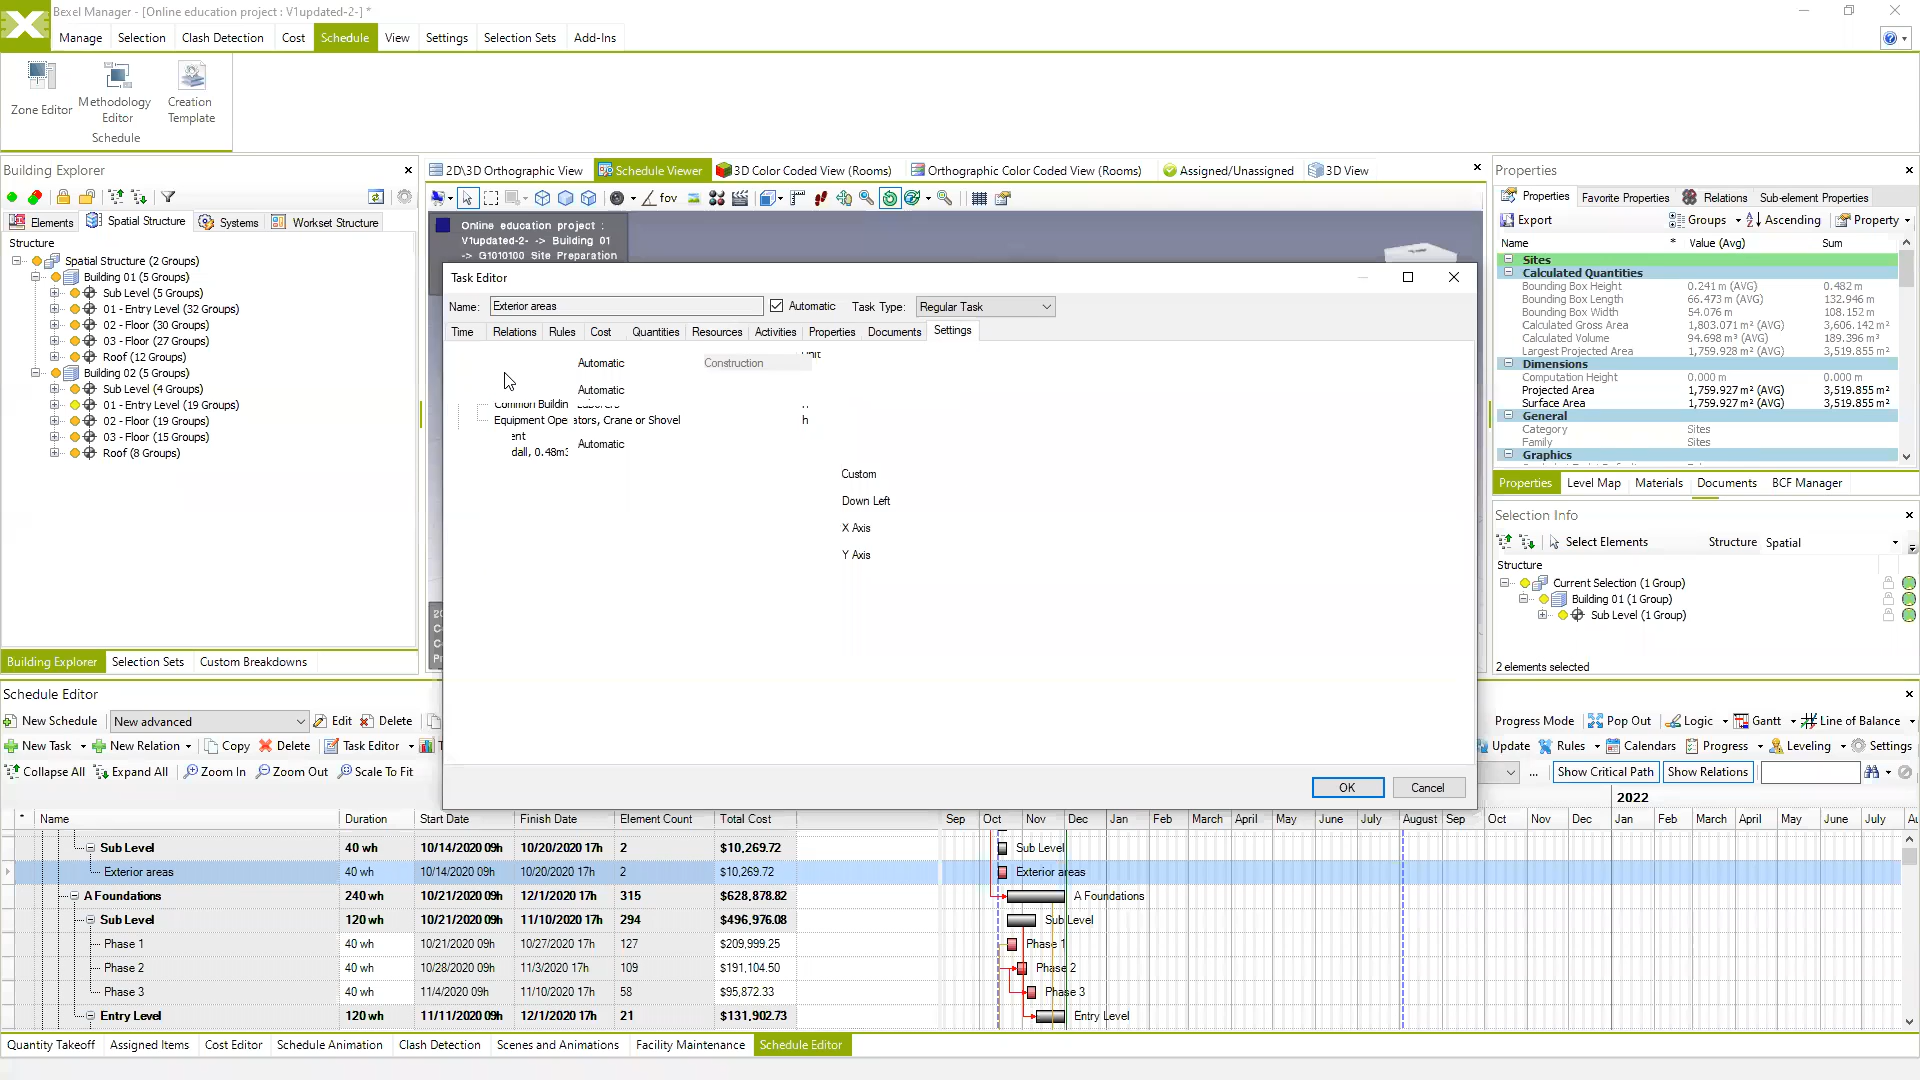 Bexel Manager - [Online education project : V1updated-2-] *
Manage Selection Clash Detection Cost Schedule View Settings Selection Sets Add-Ins
Zone Editor
Methodology Editor
Creation Template
Schedule
Building Explorer
Elements Spatial Structure Systems Workset Structure
Structure
Spatial Structure (2 Groups)
Building 01 (5 Groups)
Sub Level (5 Groups)
01 - Entry Level (32 Groups)
02 - Floor (30 Groups)
03 - Floor (27 Groups)
Roof (12 Groups)
Building 02 (5 Groups)
Sub Level (4 Groups)
01 - Entry Level (19 Groups)
02 - Floor (19 Groups)
03 - Floor (15 Groups)
Roof (8 Groups)
Building Explorer Selection Sets Custom Breakdowns
2D\3D Orthographic View Schedule Viewer 3D Color Coded View (Rooms) Orthographic Color Coded View (Rooms) Assigned/Unassigned 3D View
fov
Online education project :
V1updated-2- -> Building 01
-> G1010100 Site Preparation
Task Editor
Name: Exterior areas Automatic Task Type: Regular Task
Time Relations Rules Cost Quantities Resources Activities Properties Documents Settings
Automatic Construction
Automatic
Common Buildin
Equipment Operators, Crane or Shovel h
ent
Automatic
dall, 0.48m3
Custom
Down Left
X Axis
Y Axis
OK Cancel
Properties
Properties Favorite Properties Relations Sub-element Properties
Export Groups Ascending Property
Name * Value (Avg) Sum
Sites
Calculated Quantities
Bounding Box Height 0.241 m (AVG) 0.482 m
Bounding Box Length 66.473 m (AVG) 132.946 m
Bounding Box Width 54.076 m (AVG) 108.152 m
Calculated Gross Area 1,803.071 m² (AVG) 3,606.142 m²
Calculated Volume 94.698 m³ (AVG) 189.396 m³
Largest Projected Area 1,759.928 m² (AVG) 3,519.855 m²
Dimensions
Computation Height 0.000 m (AVG) 0.000 m
Projected Area 1,759.927 m² (AVG) 3,519.855 m²
Surface Area 1,759.927 m² (AVG) 3,519.855 m²
General
Category Sites
Family Sites
Graphics
Properties Level Map Materials Documents BCF Manager
Selection Info
Select Elements Structure Spatial
Structure
Current Selection (1 Group)
Building 01 (1 Group)
Sub Level (1 Group)
2 elements selected
Schedule Editor
New Schedule New advanced Edit Delete
Progress Mode Pop Out Logic Gantt Line of Balance
New Task New Relation Copy Delete Task Editor
Update Rules Calendars Progress Leveling Settings
Collapse All Expand All Zoom In Zoom Out Scale To Fit
... Show Critical Path Show Relations
2022
* Name Duration Start Date Finish Date Element Count Total Cost
Sep Oct Nov Dec Jan Feb March April May June July August Sep Oct Nov Dec Jan Feb March April May June July Au
Sub Level 40 wh 10/14/2020 09h 10/20/2020 17h 2 $10,269.72 Sub Level
Exterior areas 40 wh 10/14/2020 09h 10/20/2020 17h 2 $10,269.72 Exterior areas
A Foundations 240 wh 10/21/2020 09h 12/1/2020 17h 315 $628,878.82 A Foundations
Sub Level 120 wh 10/21/2020 09h 11/10/2020 17h 294 $496,976.08 Sub Level
Phase 1 40 wh 10/21/2020 09h 10/27/2020 17h 127 $209,999.25 Phase 1
Phase 2 40 wh 10/28/2020 09h 11/3/2020 17h 109 $191,104.50 Phase 2
Phase 3 40 wh 11/4/2020 09h 11/10/2020 17h 58 $95,872.33 Phase 3
Entry Level 120 wh 11/11/2020 09h 12/1/2020 17h 21 $131,902.73 Entry Level
Quantity Takeoff Assigned Items Cost Editor Schedule Animation Clash Detection Scenes and Animations Facility Maintenance Schedule Editor